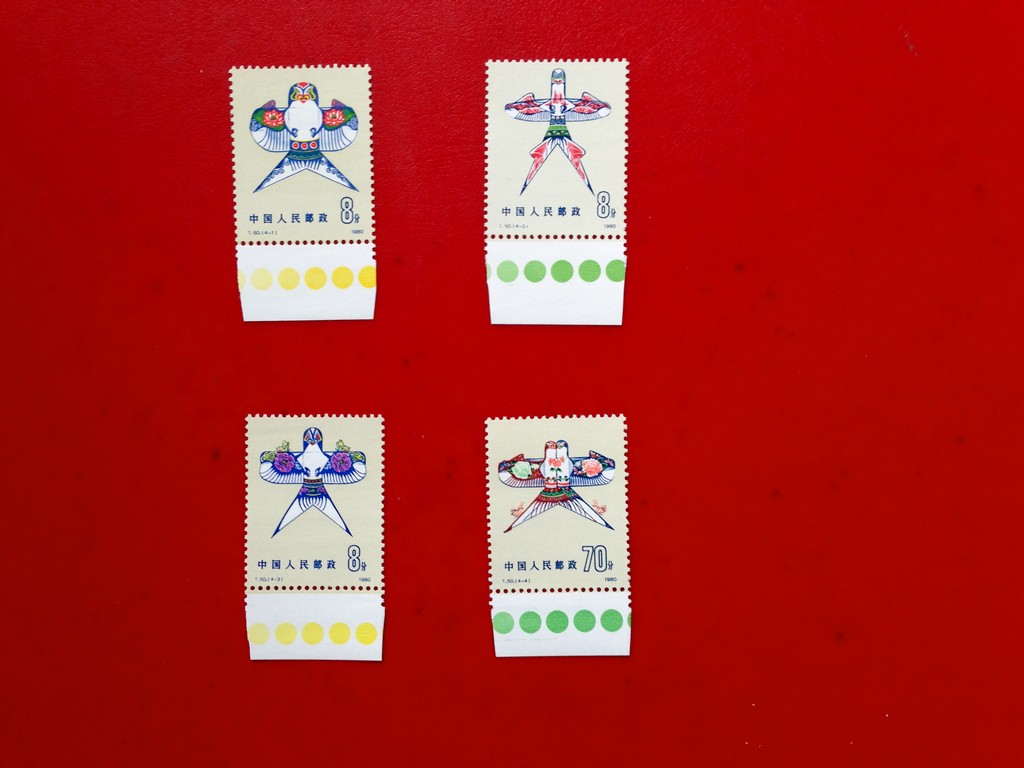 中国人民邮政 8分
T.50.(4-1) 1980
中国人民邮政 8分
T.50.(4-2) 1980
中国人民邮政 8分
T.50.(4-3) 1980
中国人民邮政 70分
T.50.(4-4) 1980